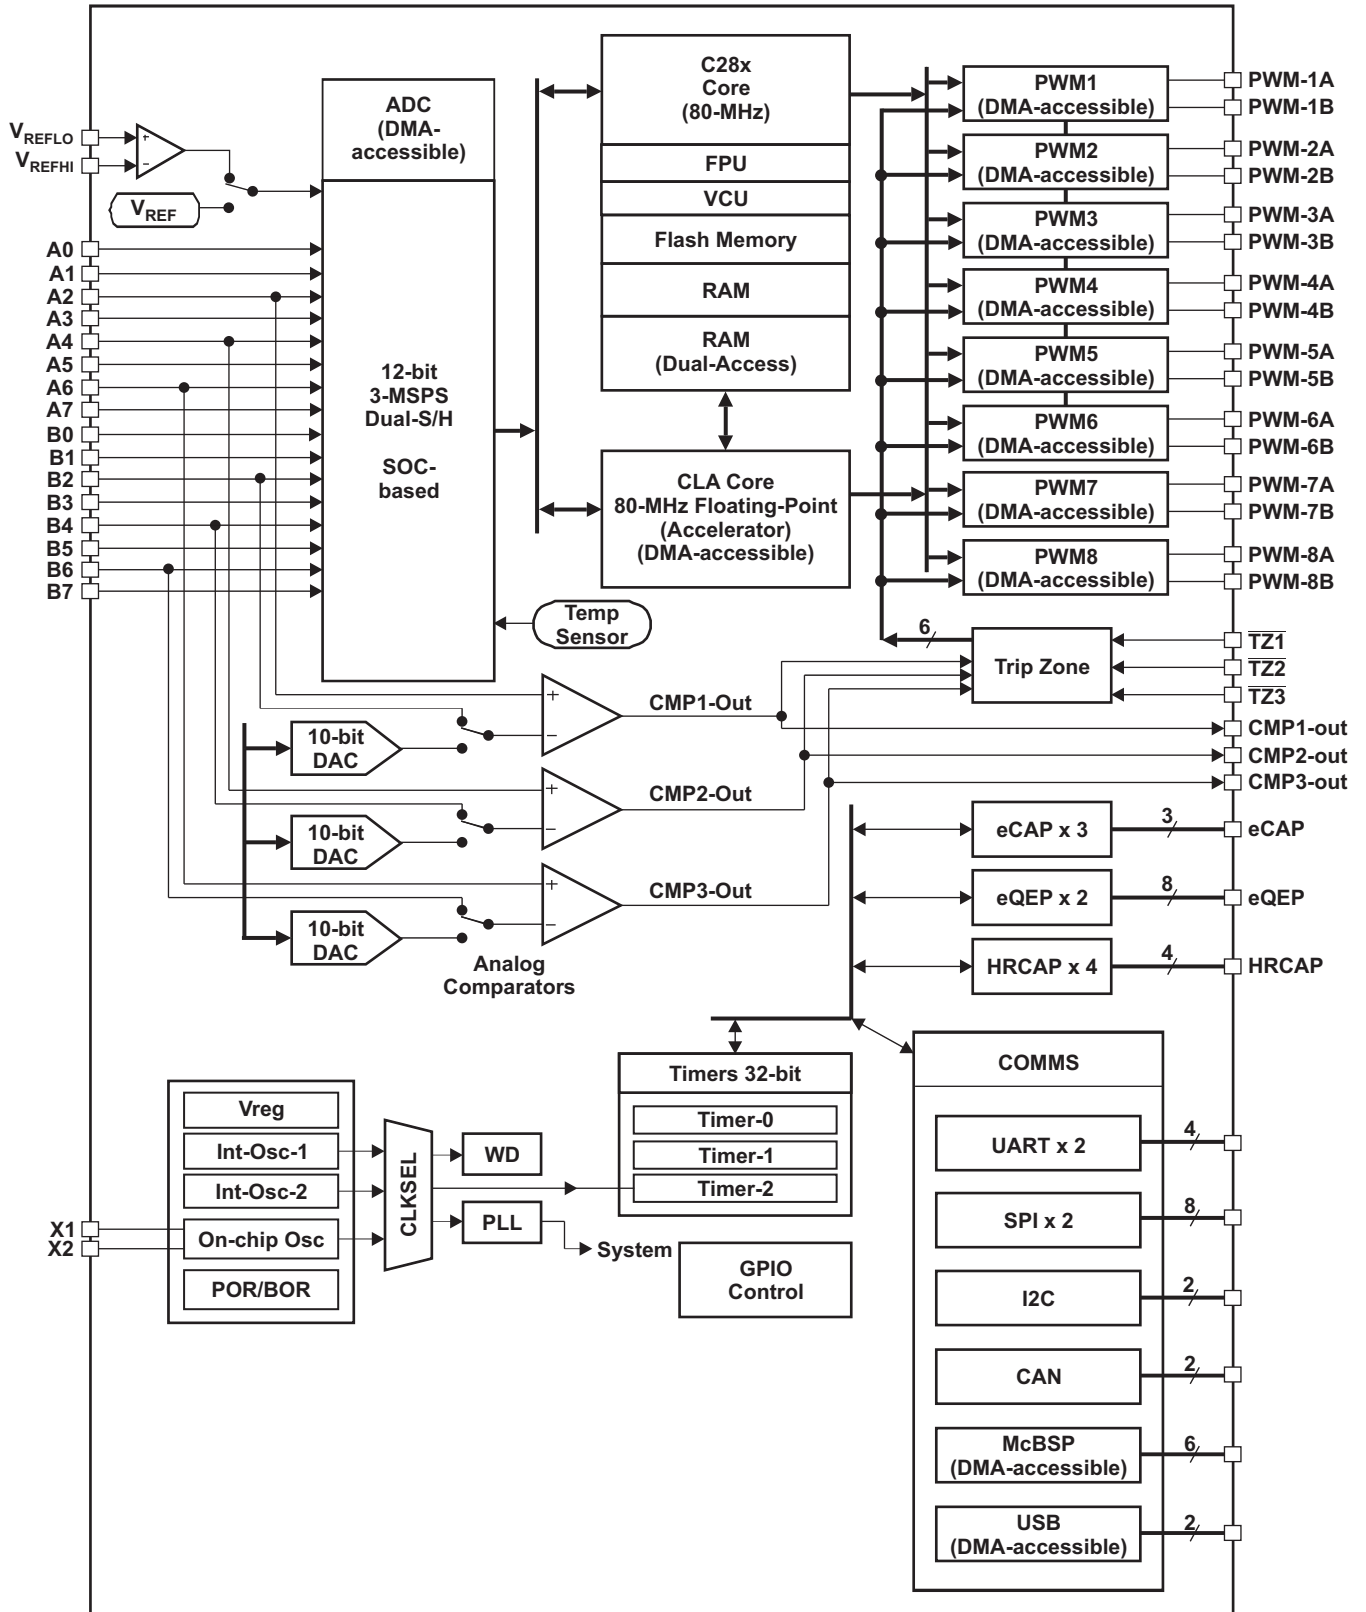 VREFLO
VREFHI
+
−
VREF
ADC
(DMA-
accessible)
12-bit
3-MSPS
Dual-S/H
SOC-
based
A0
A1
A2
A3
A4
A5
A6
A7
B0
B1
B2
B3
B4
B5
B6
B7
C28x
Core
(80-MHz)
FPU
VCU
Flash Memory
RAM
RAM
(Dual-Access)
CLA Core
80-MHz Floating-Point
(Accelerator)
(DMA-accessible)
Temp
Sensor
PWM1
(DMA-accessible)
PWM2
(DMA-accessible)
PWM3
(DMA-accessible)
PWM4
(DMA-accessible)
PWM5
(DMA-accessible)
PWM6
(DMA-accessible)
PWM7
(DMA-accessible)
PWM8
(DMA-accessible)
PWM-1A
PWM-1B
PWM-2A
PWM-2B
PWM-3A
PWM-3B
PWM-4A
PWM-4B
PWM-5A
PWM-5B
PWM-6A
PWM-6B
PWM-7A
PWM-7B
PWM-8A
PWM-8B
6
Trip Zone
TZ1
TZ2
TZ3
CMP1-out
CMP2-out
CMP3-out
10-bit
DAC
+
−
CMP1-Out
10-bit
DAC
+
−
CMP2-Out
10-bit
DAC
+
−
CMP3-Out
Analog
Comparators
eCAP x 3
3
eCAP
eQEP x 2
8
eQEP
HRCAP x 4
4
HRCAP
Vreg
Int-Osc-1
Int-Osc-2
On-chip Osc
POR/BOR
X1
X2
CLKSEL
WD
PLL
System
Timers 32-bit
Timer-0
Timer-1
Timer-2
GPIO
Control
COMMS
UART x 2
4
SPI x 2
8
I2C
2
CAN
2
McBSP
(DMA-accessible)
6
USB
(DMA-accessible)
2